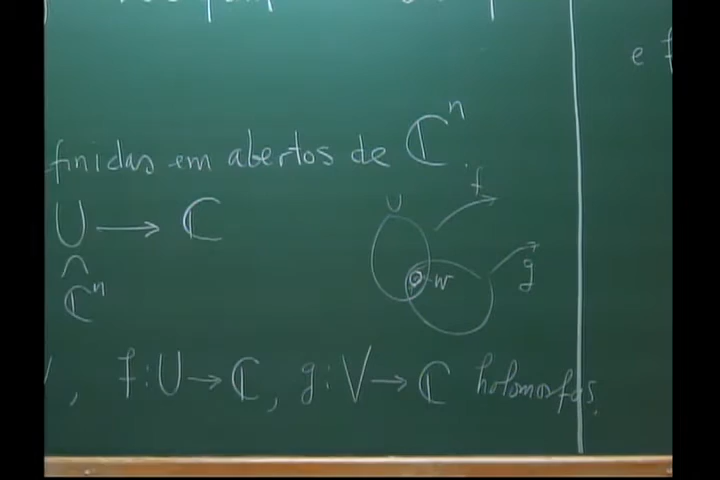 e f
finidas em abertos de ℂⁿ.
U → ℂ
∩
ℂⁿ
U f
W g
, f: U → ℂ, g: V → ℂ holomorfas.